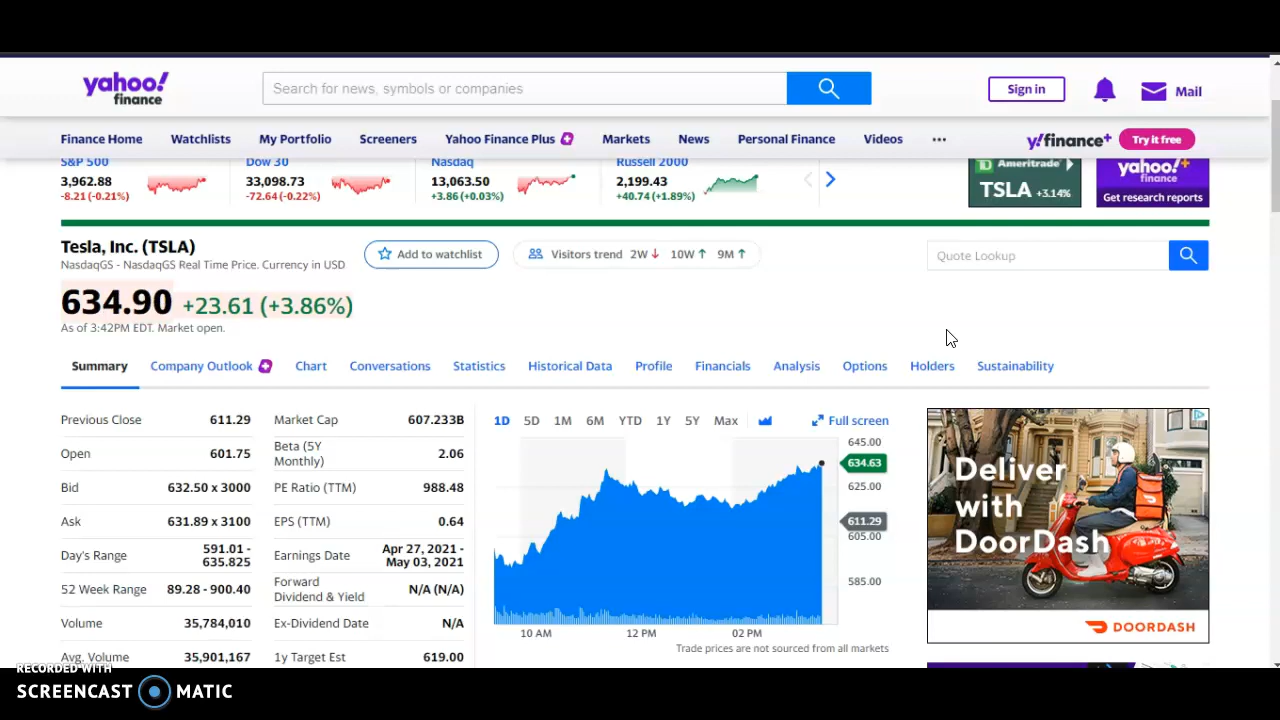 yahoo!
finance
Search for news, symbols or companies
Sign in
Mail
Finance Home
Watchlists
My Portfolio
Screeners
Yahoo Finance Plus
Markets
News
Personal Finance
Videos
y!finance+
Try it free
S&P 500
3,962.88
-8.21 (-0.21%)
Dow 30
33,098.73
-72.64 (-0.22%)
Nasdaq
13,063.50
+3.86 (+0.03%)
Russell 2000
2,199.43
+40.74 (+1.89%)
TD Ameritrade
TSLA +3.14%
yahoo!+
finance
Get research reports
Tesla, Inc. (TSLA)
NasdaqGS - NasdaqGS Real Time Price. Currency in USD
Add to watchlist
Visitors trend 2W ↓ 10W ↑ 9M ↑
Quote Lookup
634.90 +23.61 (+3.86%)
As of 3:42PM EDT. Market open.
Summary
Company Outlook
Chart
Conversations
Statistics
Historical Data
Profile
Financials
Analysis
Options
Holders
Sustainability
Previous Close 611.29
Open 601.75
Bid 632.50 x 3000
Ask 631.89 x 3100
Day's Range 591.01 -
635.825
52 Week Range 89.28 - 900.40
Volume 35,784,010
Avg. Volume 35,901,167
Market Cap 607.233B
Beta (5Y
Monthly) 2.06
PE Ratio (TTM) 988.48
EPS (TTM) 0.64
Earnings Date Apr 27, 2021 -
May 03, 2021
Forward
Dividend & Yield N/A (N/A)
Ex-Dividend Date N/A
1y Target Est 619.00
1D 5D 1M 6M YTD 1Y 5Y Max
Full screen
645.00
634.63
625.00
611.29
605.00
585.00
10 AM 12 PM 02 PM
Trade prices are not sourced from all markets
Deliver
with
DoorDash
DOORDASH
RECORDED WITH
SCREENCAST MATIC